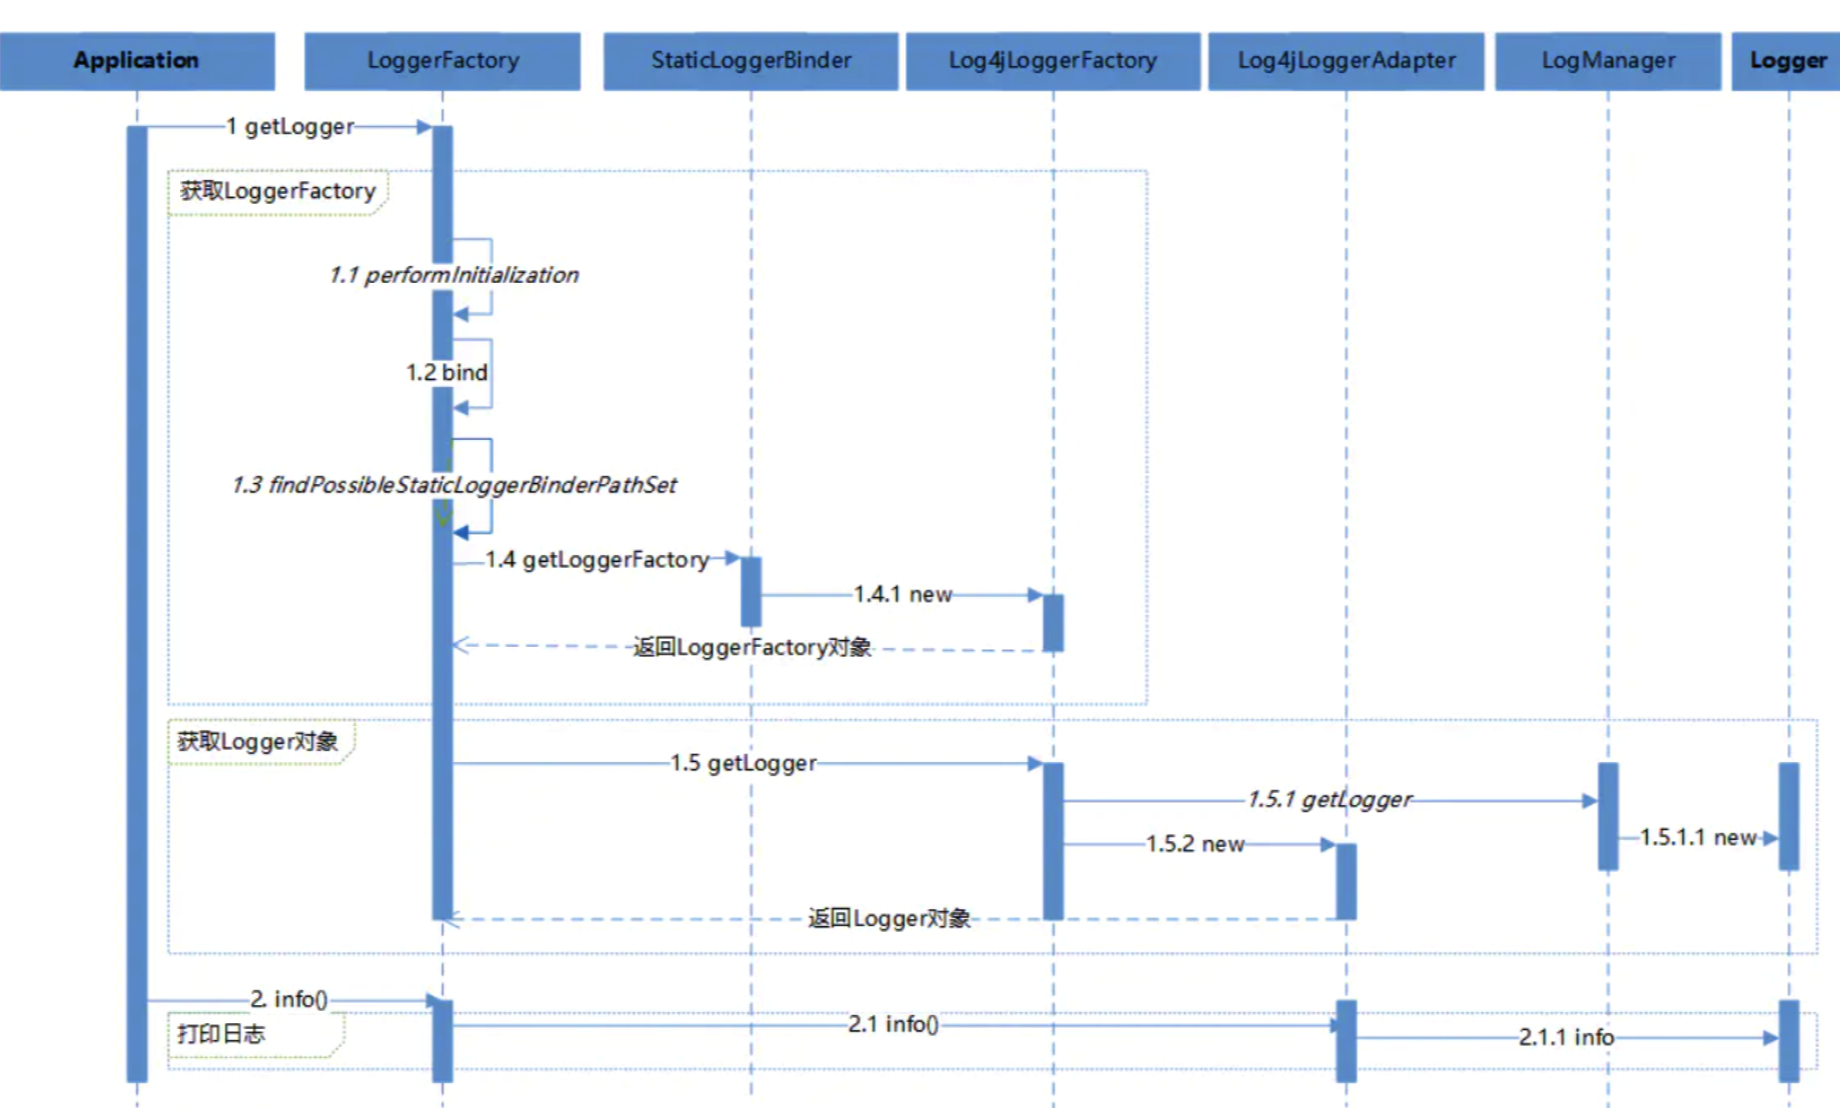 Application
LoggerFactory
StaticLoggerBinder
Log4jLoggerFactory
Log4jLoggerAdapter
LogManager
Logger
1 getLogger
获取LoggerFactory
1.1 performInitialization
1.2 bind
1.3 findPossibleStaticLoggerBinderPathSet
1.4 getLoggerFactory
1.4.1 new
返回LoggerFactory对象
获取Logger对象
1.5 getLogger
1.5.1 getLogger
1.5.1.1 new
1.5.2 new
返回Logger对象
2. info()
打印日志
2.1 info()
2.1.1 info